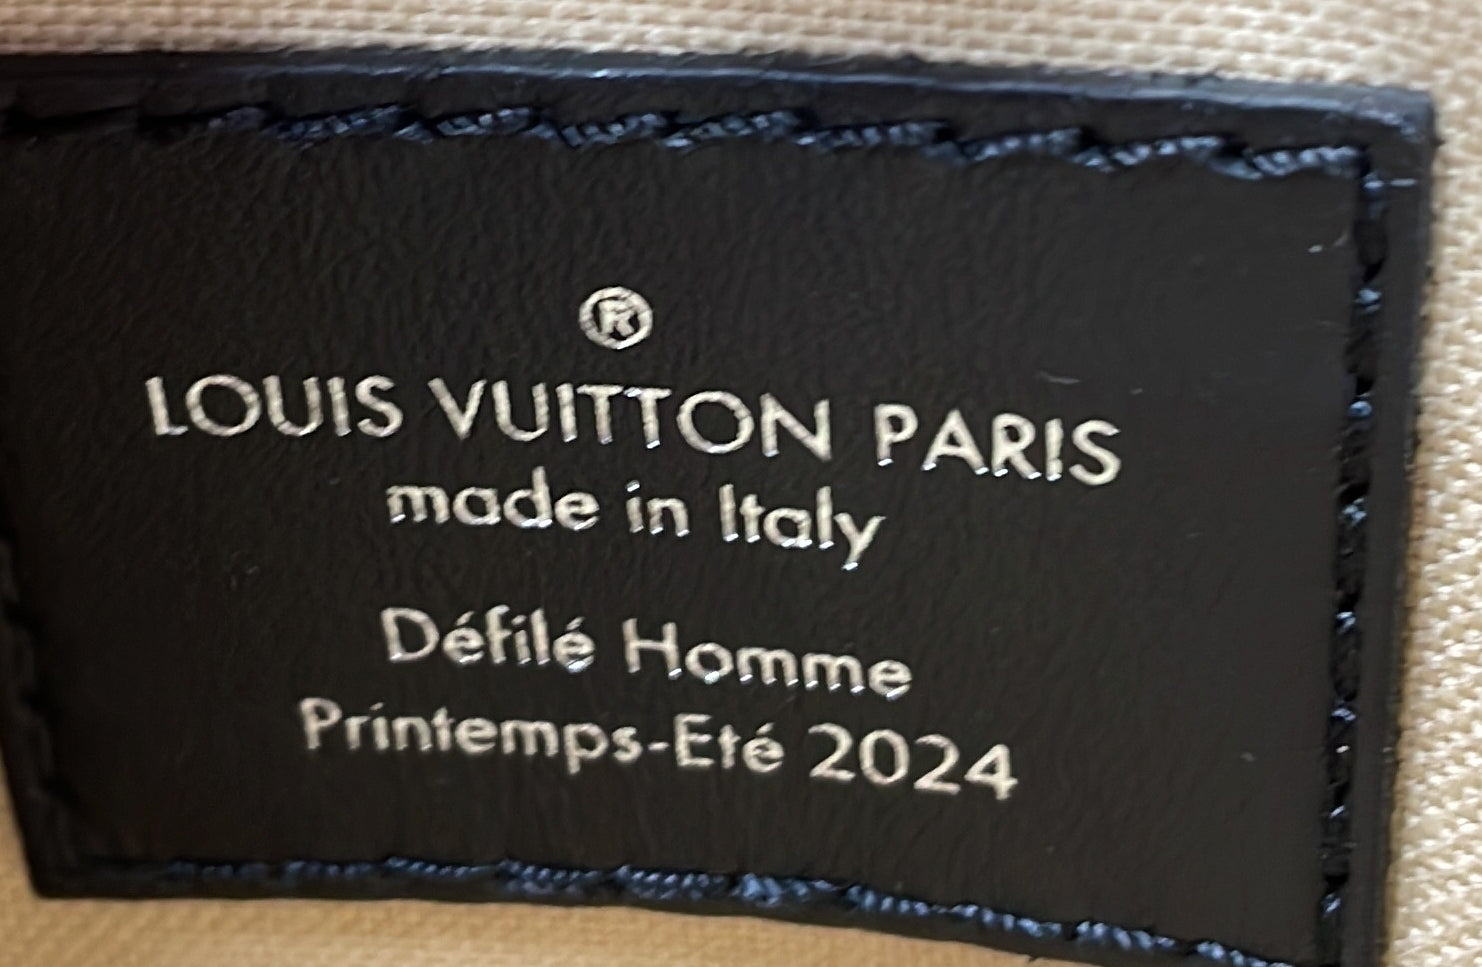 ®
LOUIS VUITTON PARIS
made in Italy
Défilé Homme
Printemps-Eté 2024